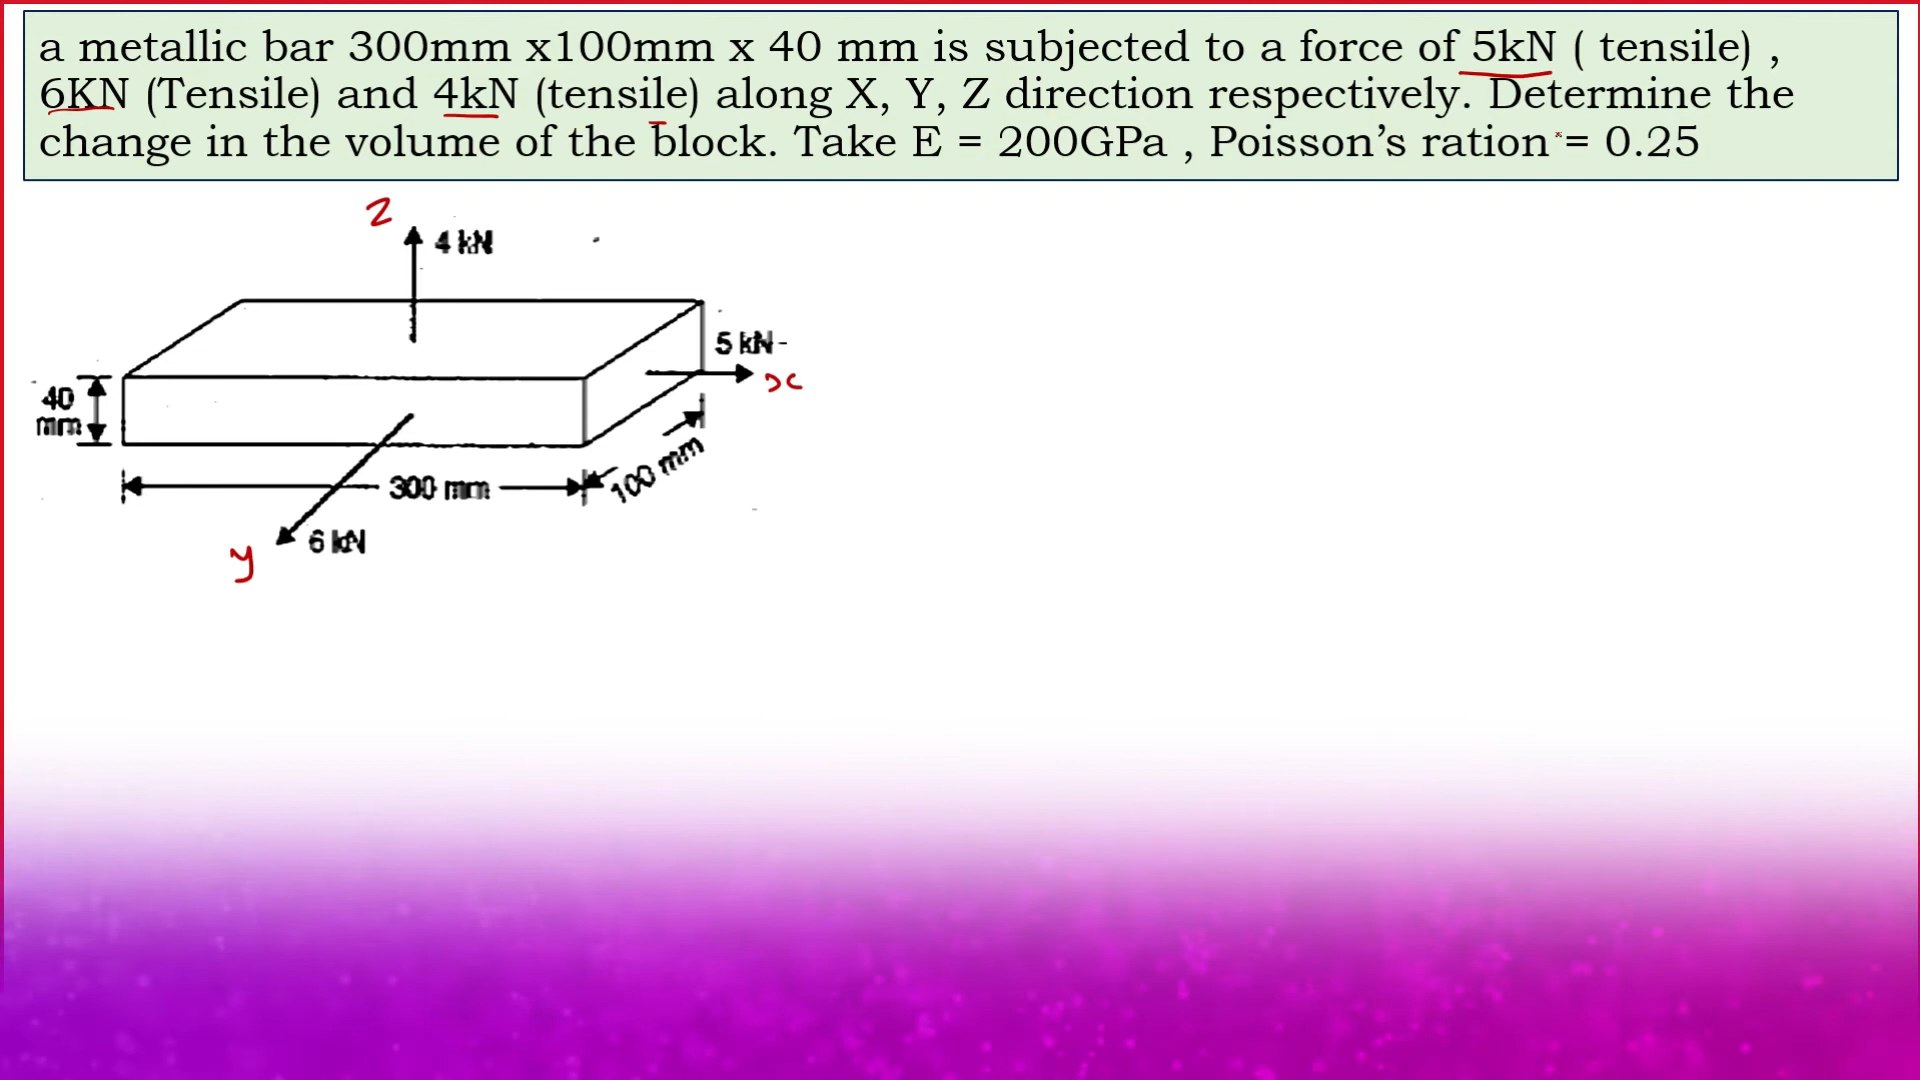 a metallic bar 300mm x100mm x 40 mm is subjected to a force of 5kN ( tensile) ,
6KN (Tensile) and 4kN (tensile) along X, Y, Z direction respectively. Determine the
change in the volume of the block. Take E = 200GPa , Poisson’s ration = 0.25
Z
4 kN
5 kN
x
40
mm
100 mm
300 mm
6 kN
y